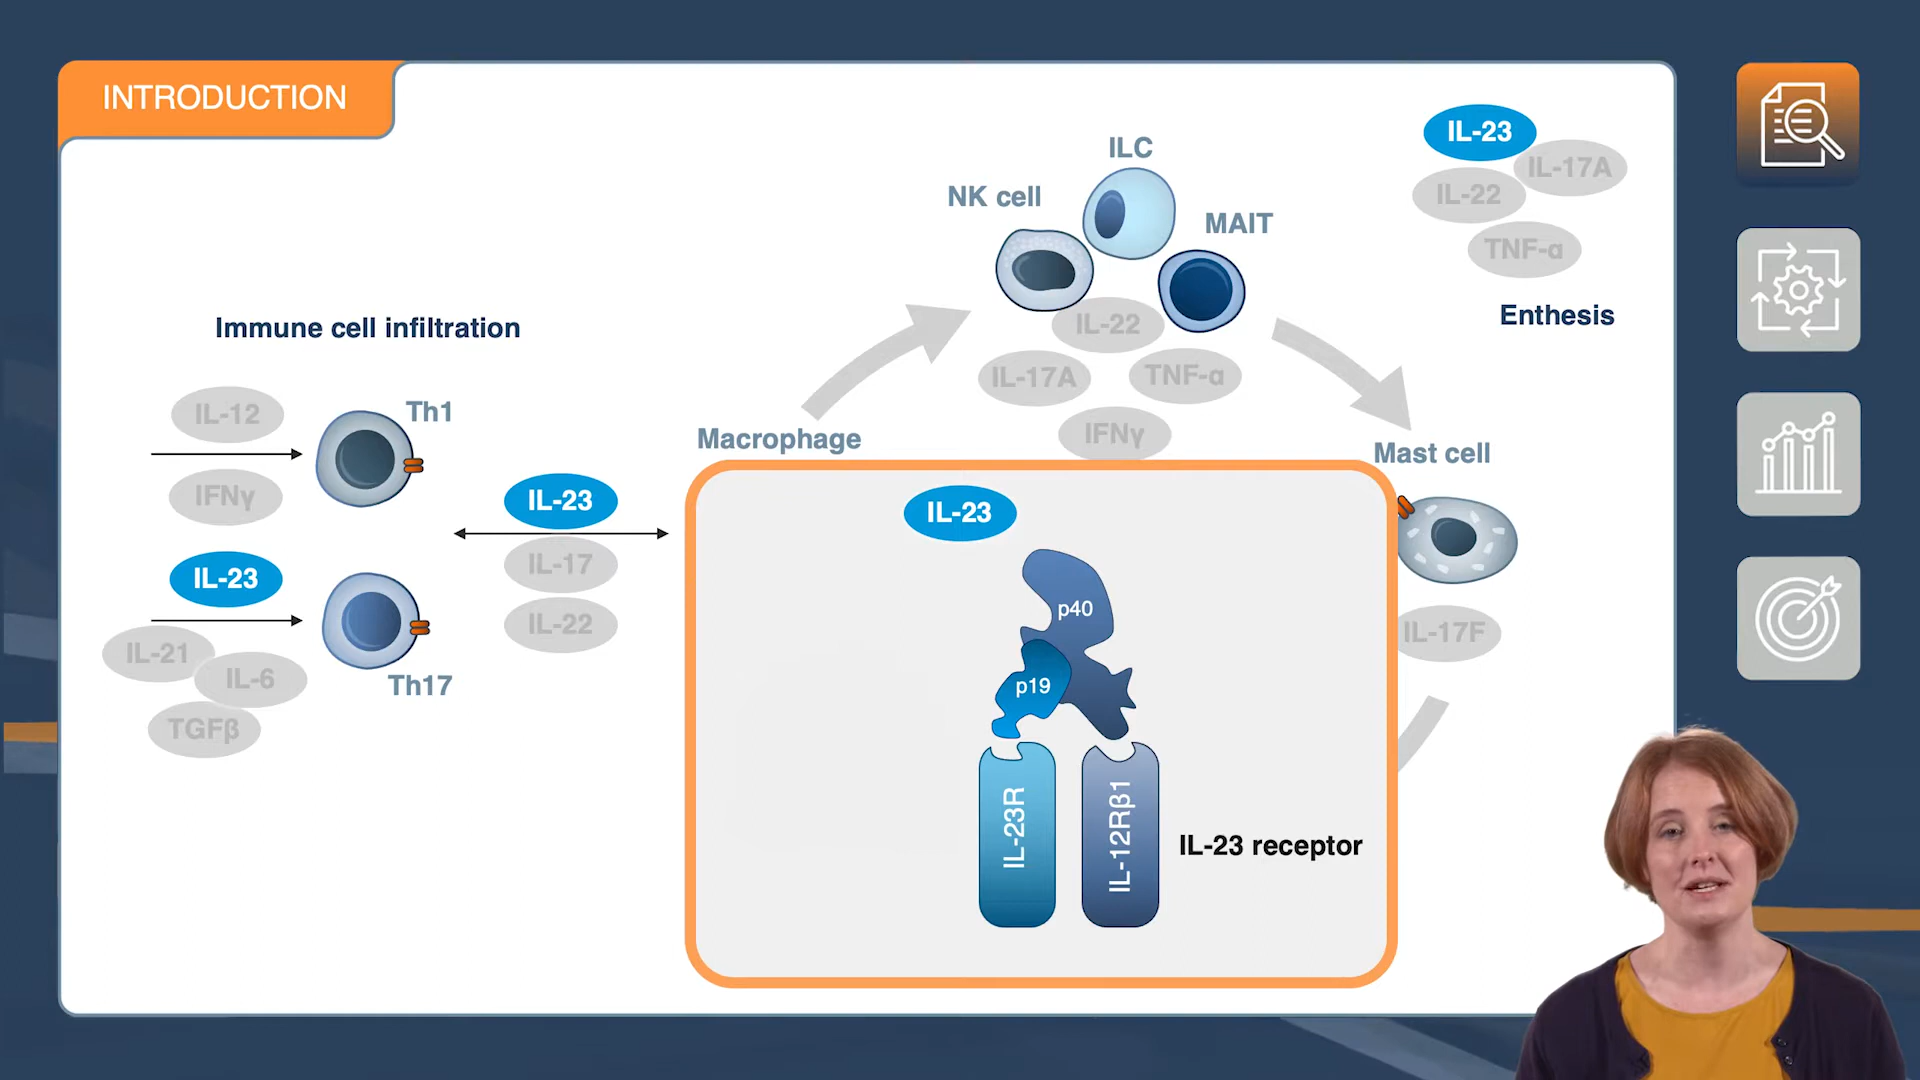 INTRODUCTION
Immune cell infiltration
IL-12
Th1
IFNγ
IL-23
IL-21
IL-6
TGFβ
Th17
IL-23
IL-17
IL-22
Macrophage
NK cell
ILC
MAIT
IL-22
IL-17A
TNF-α
IFNγ
IL-23
IL-17A
IL-22
TNF-α
Enthesis
Mast cell
IL-17F
IL-23
p40
p19
IL-23R
IL-12Rβ1
IL-23 receptor